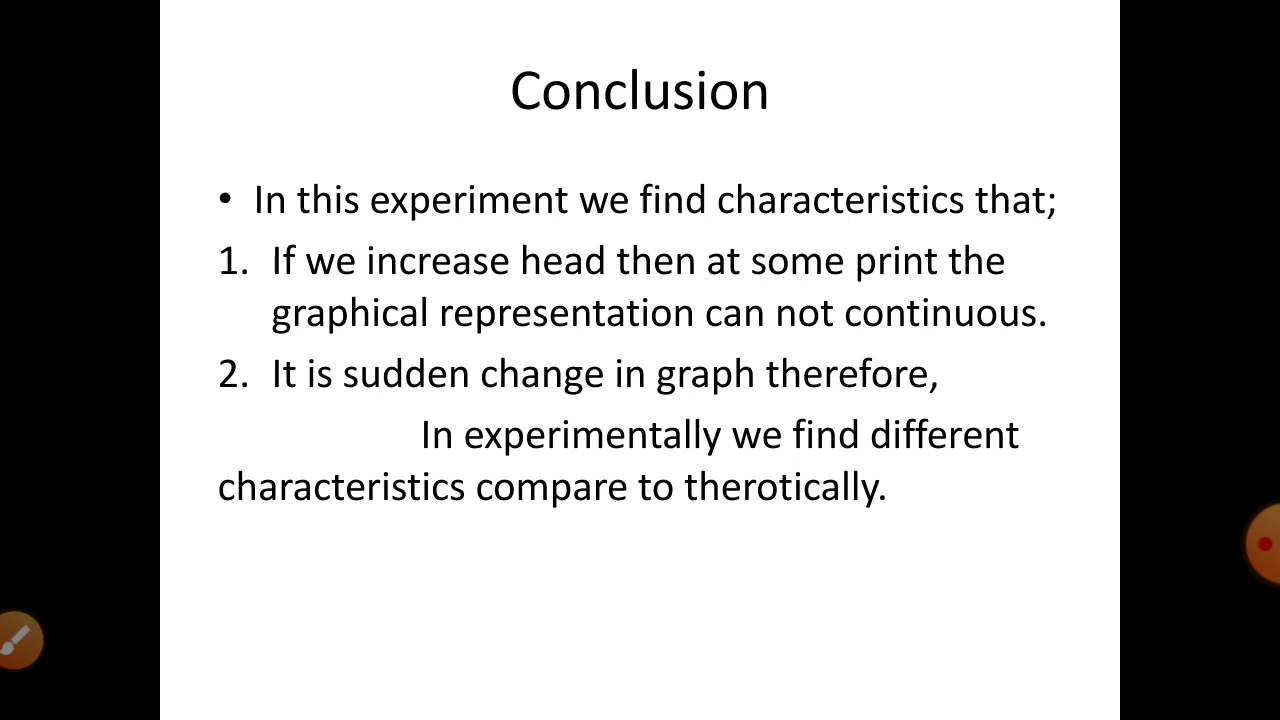 Conclusion
• In this experiment we find characteristics that;
1. If we increase head then at some print the
graphical representation can not continuous.
2. It is sudden change in graph therefore,
In experimentally we find different
characteristics compare to therotically.